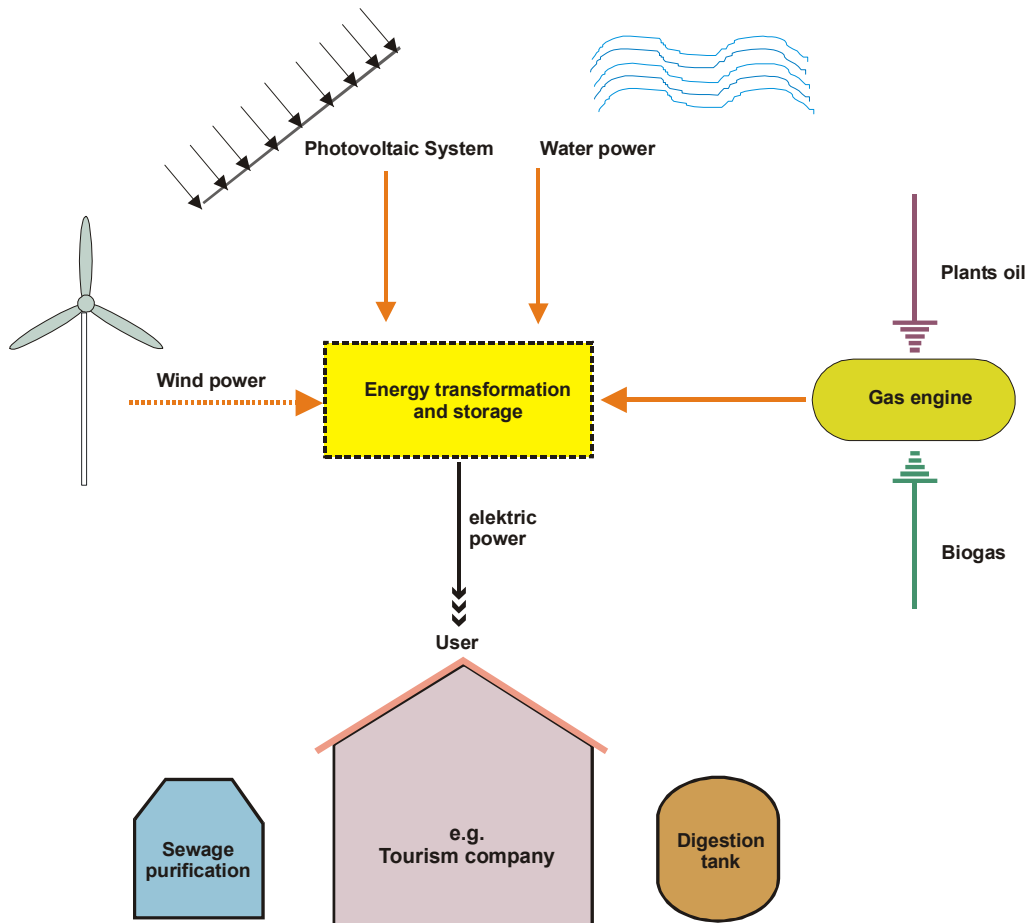 Photovoltaic System
Water power
Plants oil
Wind power
Energy transformation
and storage
Gas engine
elektric
power
Biogas
User
e.g.
Tourism company
Sewage
purification
Digestion
tank